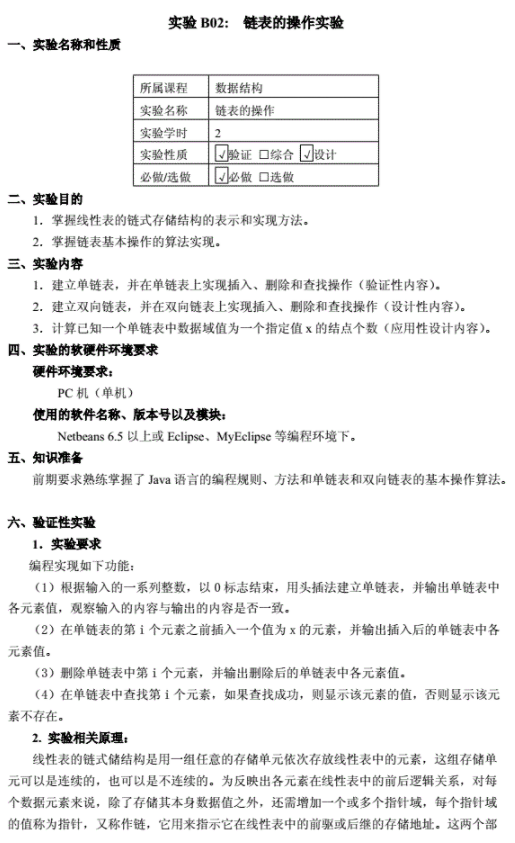 实验 B02: 链表的操作实验
一、实验名称和性质
所属课程 数据结构
实验名称 链表的操作
实验学时 2
实验性质 √验证 □综合 √设计
必做/选做 √必做 □选做
二、实验目的
1．掌握线性表的链式存储结构的表示和实现方法。
2．掌握链表基本操作的算法实现。
三、实验内容
1．建立单链表，并在单链表上实现插入、删除和查找操作（验证性内容）。
2．建立双向链表，并在双向链表上实现插入、删除和查找操作（设计性内容）。
3．计算已知一个单链表中数据域值为一个指定值 x 的结点个数（应用性设计内容）。
四、实验的软硬件环境要求
硬件环境要求：
PC 机（单机）
使用的软件名称、版本号以及模块：
Netbeans 6.5 以上或 Eclipse、MyEclipse 等编程环境下。
五、知识准备
前期要求熟练掌握了 Java 语言的编程规则、方法和单链表和双向链表的基本操作算法。
六、验证性实验
1．实验要求
编程实现如下功能：
（1）根据输入的一系列整数，以 0 标志结束，用头插法建立单链表，并输出单链表中
各元素值，观察输入的内容与输出的内容是否一致。
（2）在单链表的第 i 个元素之前插入一个值为 x 的元素，并输出插入后的单链表中各
元素值。
（3）删除单链表中第 i 个元素，并输出删除后的单链表中各元素值。
（4）在单链表中查找第 i 个元素，如果查找成功，则显示该元素的值，否则显示该元
素不存在。
2. 实验相关原理：
线性表的链式储结构是用一组任意的存储单元依次存放线性表中的元素，这组存储单
元可以是连续的，也可以是不连续的。为反映出各元素在线性表中的前后逻辑关系，对每
个数据元素来说，除了存储其本身数据值之外，还需增加一个或多个指针域，每个指针域
的值称为指针，又称作链，它用来指示它在线性表中的前驱或后继的存储地址。这两个部